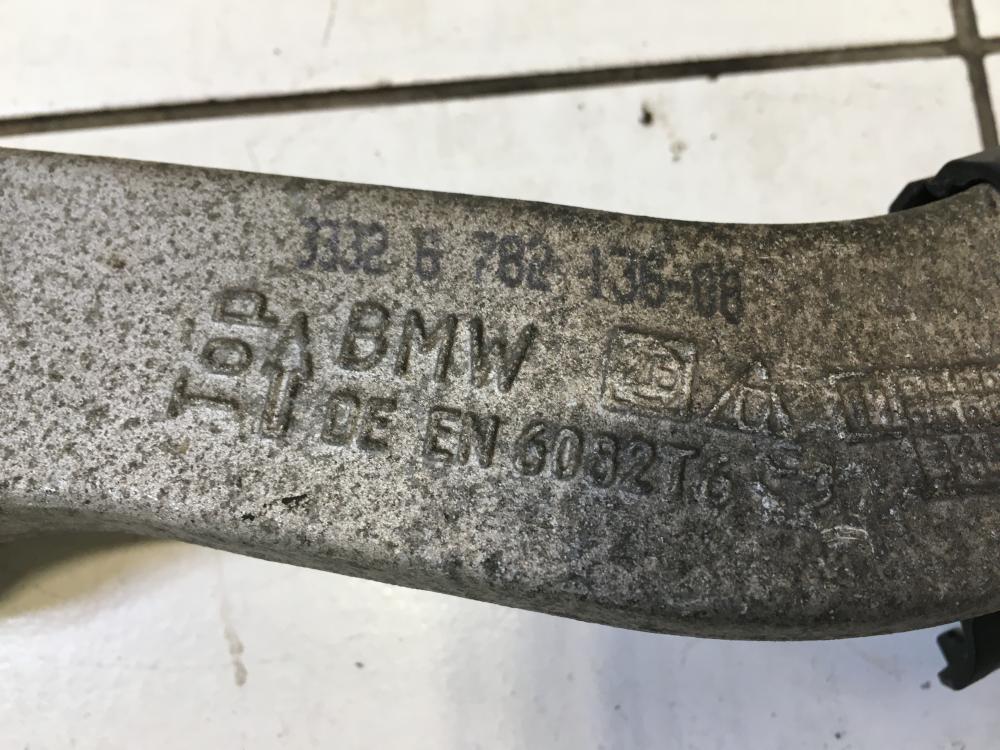 3332 6 782 136-08
TOP
BMW
DE EN 6082T6